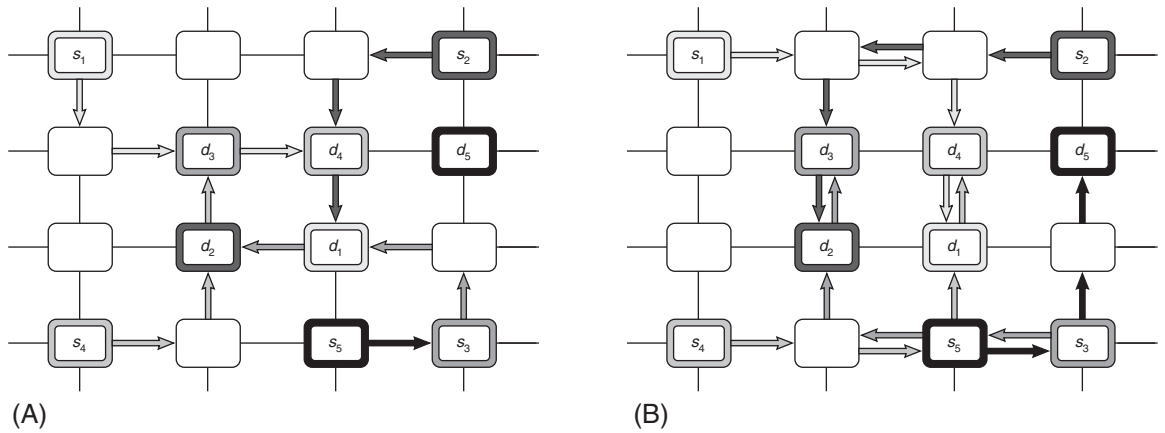 s1 s2 s1 s2
d3 d4 d5 d3 d4 d5
d2 d1 d2 d1
s4 s5 s3 s4 s5 s3
(A) (B)